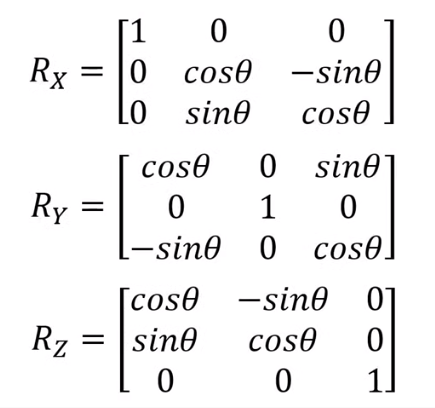 1 0 0
R_X = 0 cosθ −sinθ
0 sinθ cosθ
cosθ 0 sinθ
R_Y = 0 1 0
−sinθ 0 cosθ
cosθ −sinθ 0
R_Z = sinθ cosθ 0
0 0 1